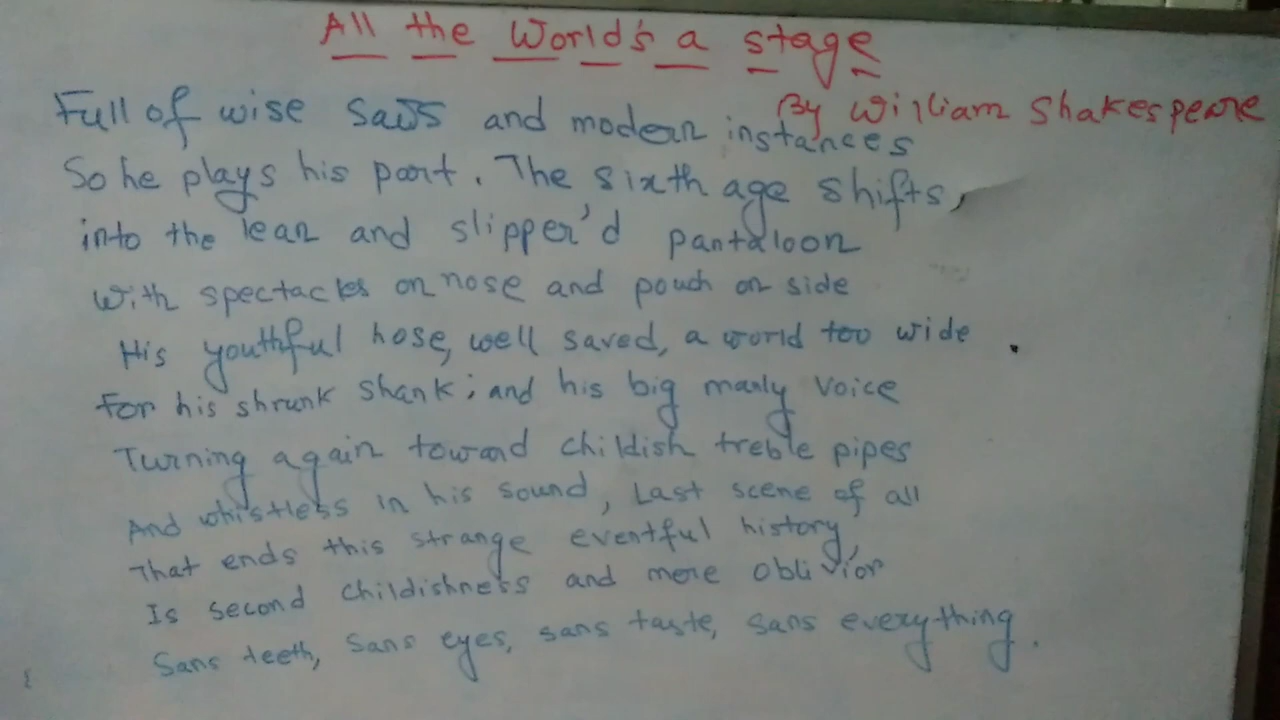 All the World's a stage
By William Shakespeare
Full of wise saws and modern instances
So he plays his part. The sixth age shifts,
into the lean and slipper'd pantaloon
With spectacles on nose and pouch on side
His youthful hose, well saved, a world too wide
For his shrunk shank; and his big manly voice
Turning again toward childish treble pipes
And whistless in his sound, Last scene of all
That ends this strange eventful history,
Is second childishness and mere oblivion
Sans teeth, sans eyes, sans taste, sans everything.